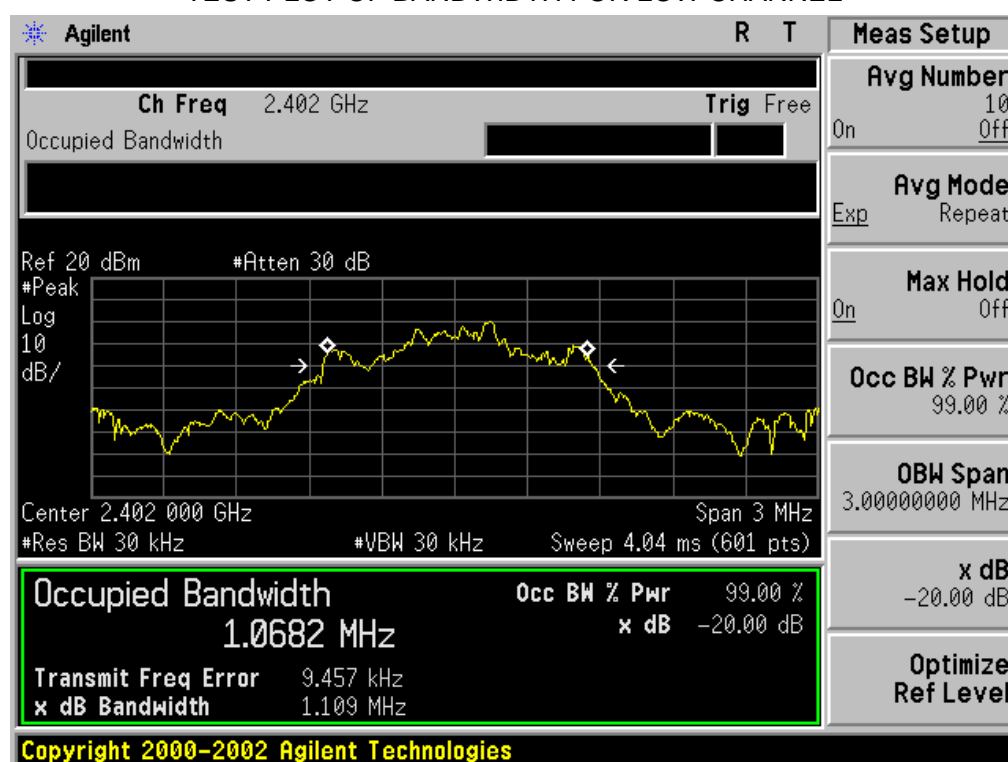 Agilent R T
Ch Freq 2.402 GHz Trig Free
Occupied Bandwidth
Ref 20 dBm #Atten 30 dB
#Peak
Log
10
dB/
Center 2.402 000 GHz Span 3 MHz
#Res BW 30 kHz #VBW 30 kHz Sweep 4.04 ms (601 pts)
Occupied Bandwidth Occ BW % Pwr 99.00 %
1.0682 MHz x dB -20.00 dB
Transmit Freq Error 9.457 kHz
x dB Bandwidth 1.109 MHz
Copyright 2000-2002 Agilent Technologies
Meas Setup
Avg Number
10
On Off
Avg Mode
Exp Repeat
Max Hold
On Off
Occ BW % Pwr
99.00 %
OBW Span
3.00000000 MHz
x dB
-20.00 dB
Optimize
Ref Level